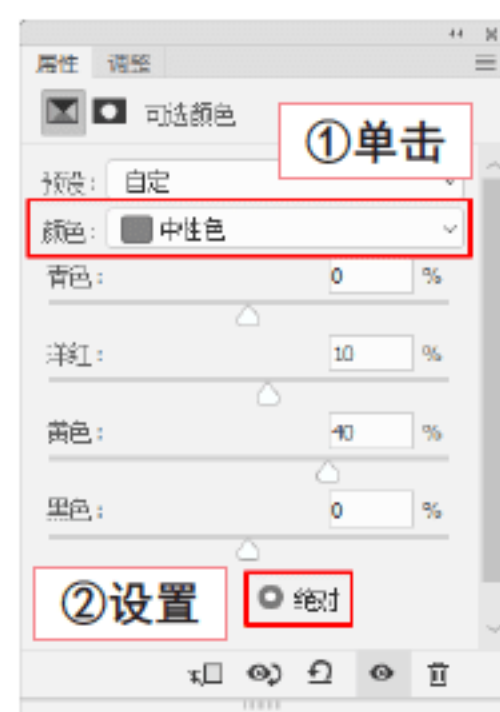 属性 调整
可选颜色
①单击
预设: 自定
颜色: 中性色
青色: 0 %
洋红: 10 %
黄色: 40 %
黑色: 0 %
②设置
绝对